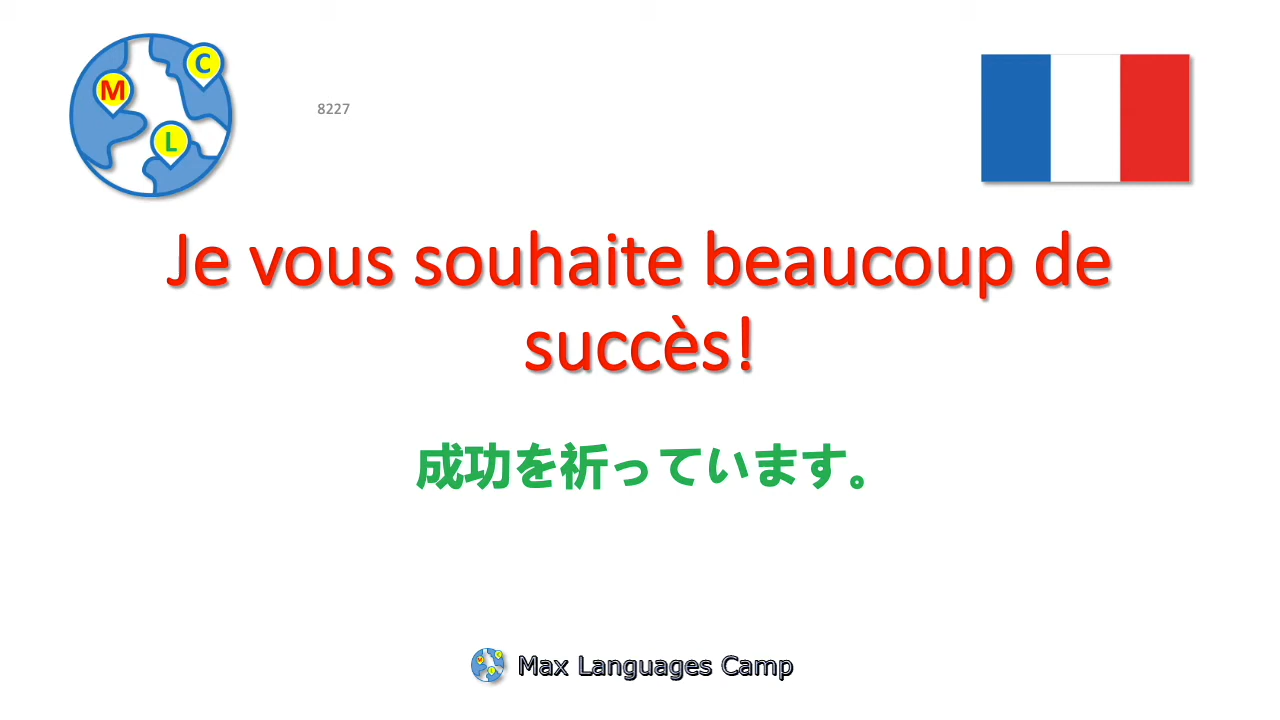 C
M
L
8227
Je vous souhaite beaucoup de
succès!
成功を祈っています。
Max Languages Camp